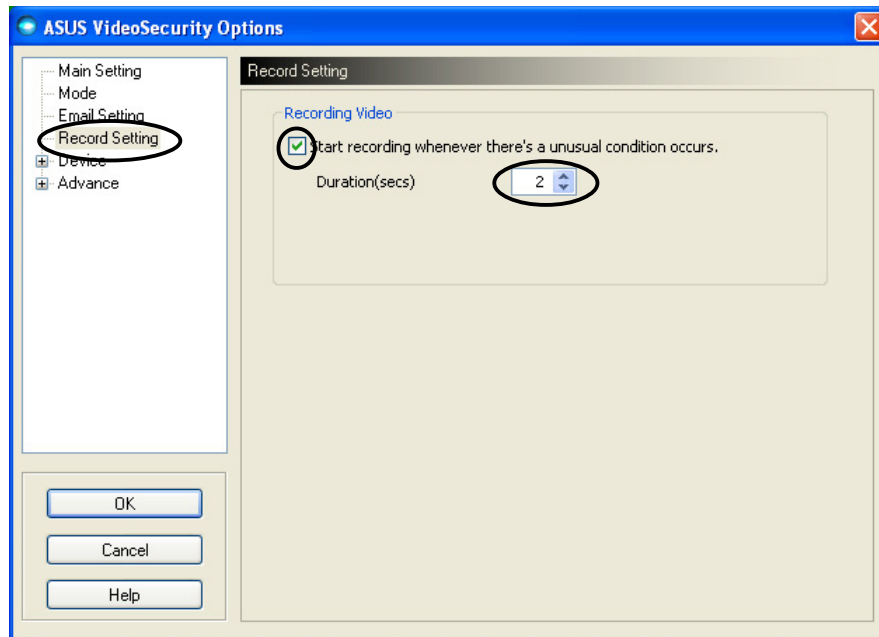 ASUS VideoSecurity Options
Main Setting
Mode
Email Setting
Record Setting
Device
Advance
OK
Cancel
Help
Record Setting
Recording Video
Start recording whenever there's a unusual condition occurs.
Duration(secs) 2